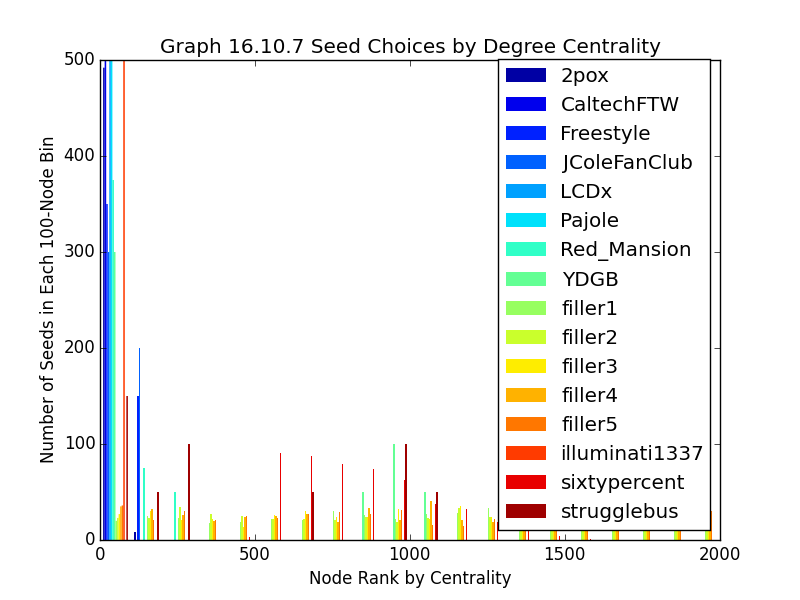 Graph 16.10.7 Seed Choices by Degree Centrality
Number of Seeds in Each 100-Node Bin
500
400
300
200
100
0
0
500
1000
1500
2000
Node Rank by Centrality
2pox
CaltechFTW
Freestyle
JColeFanClub
LCDx
Pajole
Red_Mansion
YDGB
filler1
filler2
filler3
filler4
filler5
illuminati1337
sixtypercent
strugglebus